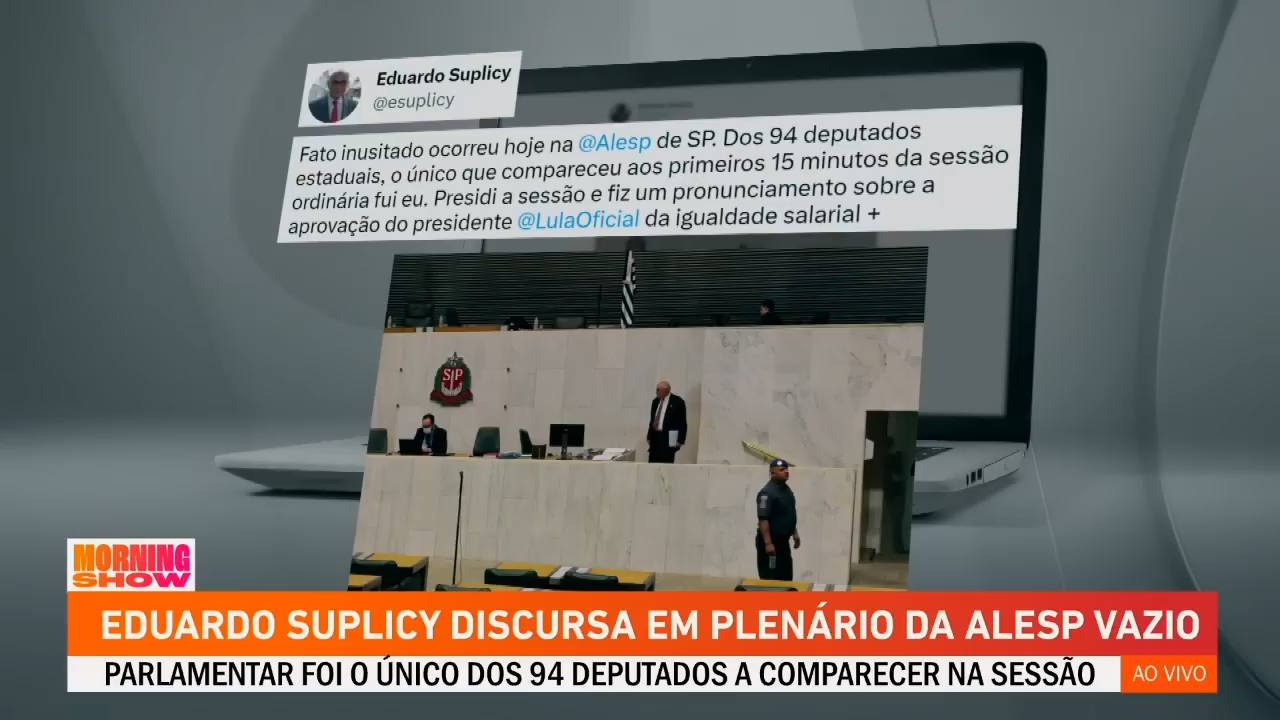 Eduardo Suplicy
@esuplicy
Fato inusitado ocorreu hoje na @Alesp de SP. Dos 94 deputados
estaduais, o único que compareceu aos primeiros 15 minutos da sessão
ordinária fui eu. Presidi a sessão e fiz um pronunciamento sobre a
aprovação do presidente @LulaOficial da igualdade salarial +
SP
MORNING
SHOW
EDUARDO SUPLICY DISCURSA EM PLENÁRIO DA ALESP VAZIO
PARLAMENTAR FOI O ÚNICO DOS 94 DEPUTADOS A COMPARECER NA SESSÃO
AO VIVO